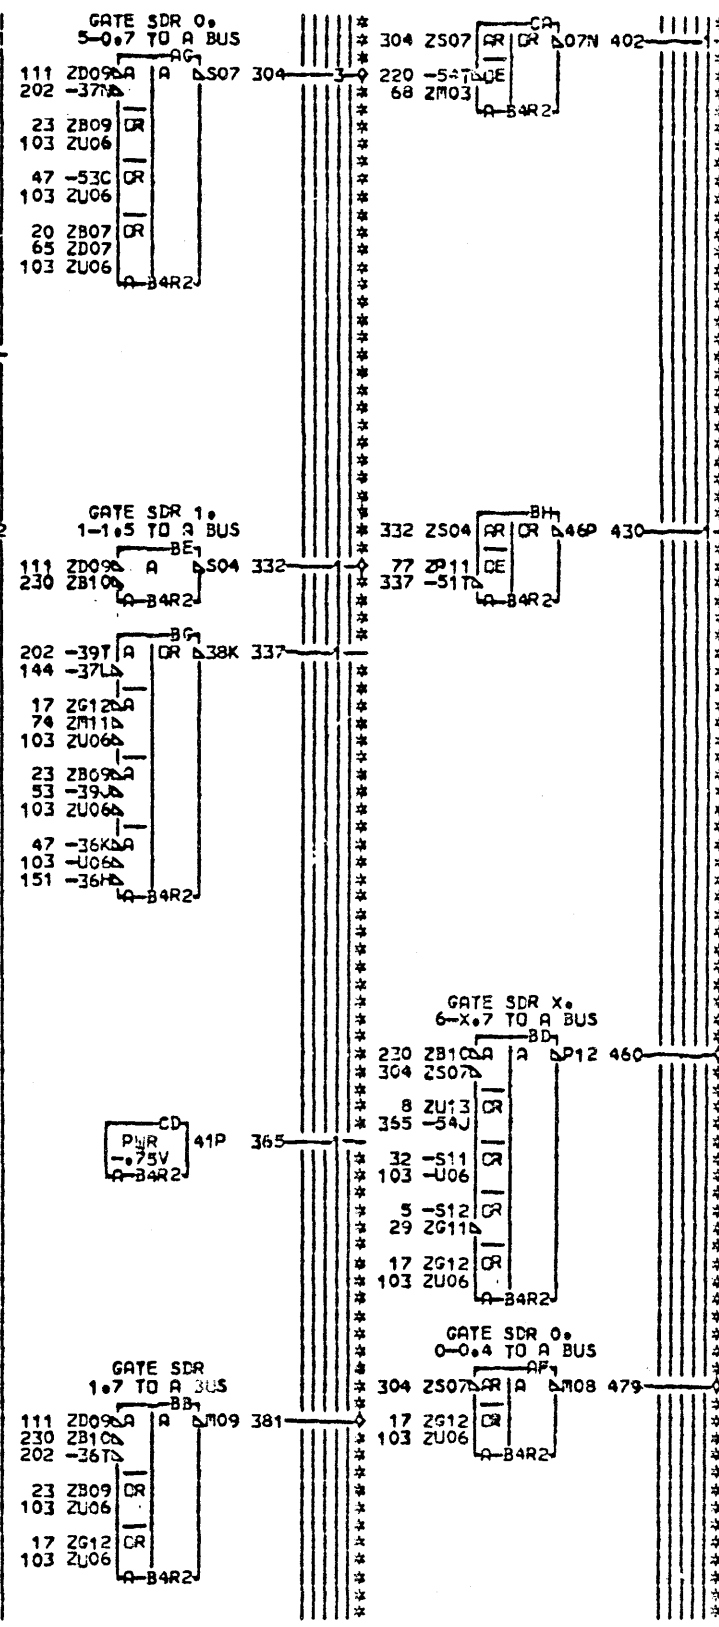 GATE SDR 0.
5-0.7 TO A BUS
AG
111 ZD09 A A S07 304 3
202 -37N
23 ZB09 OR
103 ZU06
47 -53C OR
103 ZU06
20 ZB07 OR
65 ZD07
103 ZU06
A-B4R2
GATE SDR 1.
1-1.5 TO A BUS
BE
111 ZD09 A S04 332 1
230 ZB10
A-B4R2
BG
202 -39T A OR 38K 337 1
144 -37L
17 ZG12 A
74 ZM11
103 ZU06
23 ZB09 A
53 -39J
103 ZU06
47 -36K A
103 -U06
151 -36H
A-B4R2
CD
PWR 41P 365 1
-.75V
A-B4R2
GATE SDR
1.7 TO A BUS
BB
111 ZD09 A A M09 381
230 ZB10
202 -36T
23 ZB09 OR
103 ZU06
17 ZG12 OR
103 ZU06
A-B4R2
CA
304 ZS07 AR OR 07N 402 1
220 -54T OE
68 ZM03
A-B4R2
BH
332 ZS04 AR OR 46P 430 1
77 ZP11 OE
337 -51T
A-B4R2
GATE SDR X.
6-X.7 TO A BUS
BD
230 ZB10 A A P12 460
304 ZS07
8 ZU13 OR
365 -54J
32 -S11 OR
103 -U06
5 -S12 OR
29 ZG11
17 ZG12 OR
103 ZU06
A-B4R2
GATE SDR 0.
0-0.4 TO A BUS
AF
304 ZS07 AR A M08 479
17 ZG12 OR
103 ZU06
A-B4R2